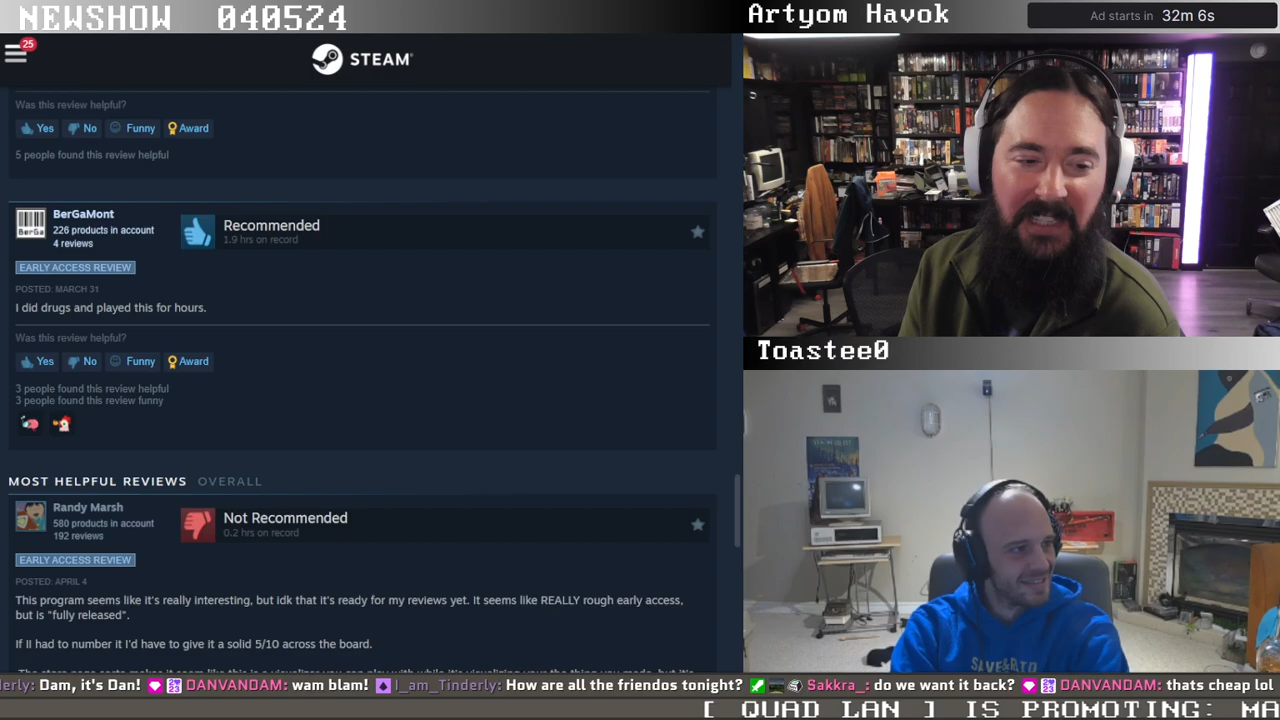 NEWSHOW 040524
Artyom Havok
Ad starts in 32m 6s
25
STEAM
Was this review helpful?
Yes No Funny Award
5 people found this review helpful
BerGaMont
226 products in account
4 reviews
Recommended
1.9 hrs on record
EARLY ACCESS REVIEW
POSTED: MARCH 31
I did drugs and played this for hours.
Was this review helpful?
Yes No Funny Award
3 people found this review helpful
3 people found this review funny
MOST HELPFUL REVIEWS OVERALL
Randy Marsh
580 products in account
192 reviews
Not Recommended
0.2 hrs on record
EARLY ACCESS REVIEW
POSTED: APRIL 4
This program seems like it's really interesting, but idk that it's ready for my reviews yet. It seems like REALLY rough early access,
but is "fully released".
If II had to number it I'd have to give it a solid 5/10 across the board.
Toastee0
derly: Dam, it's Dan! DANVANDAM: wam blam! I_am_Tinderly: How are all the friendos tonight? Sakkra_: do we want it back? DANVANDAM: thats cheap lol
[ QUAD LAN ] IS PROMOTING: MA